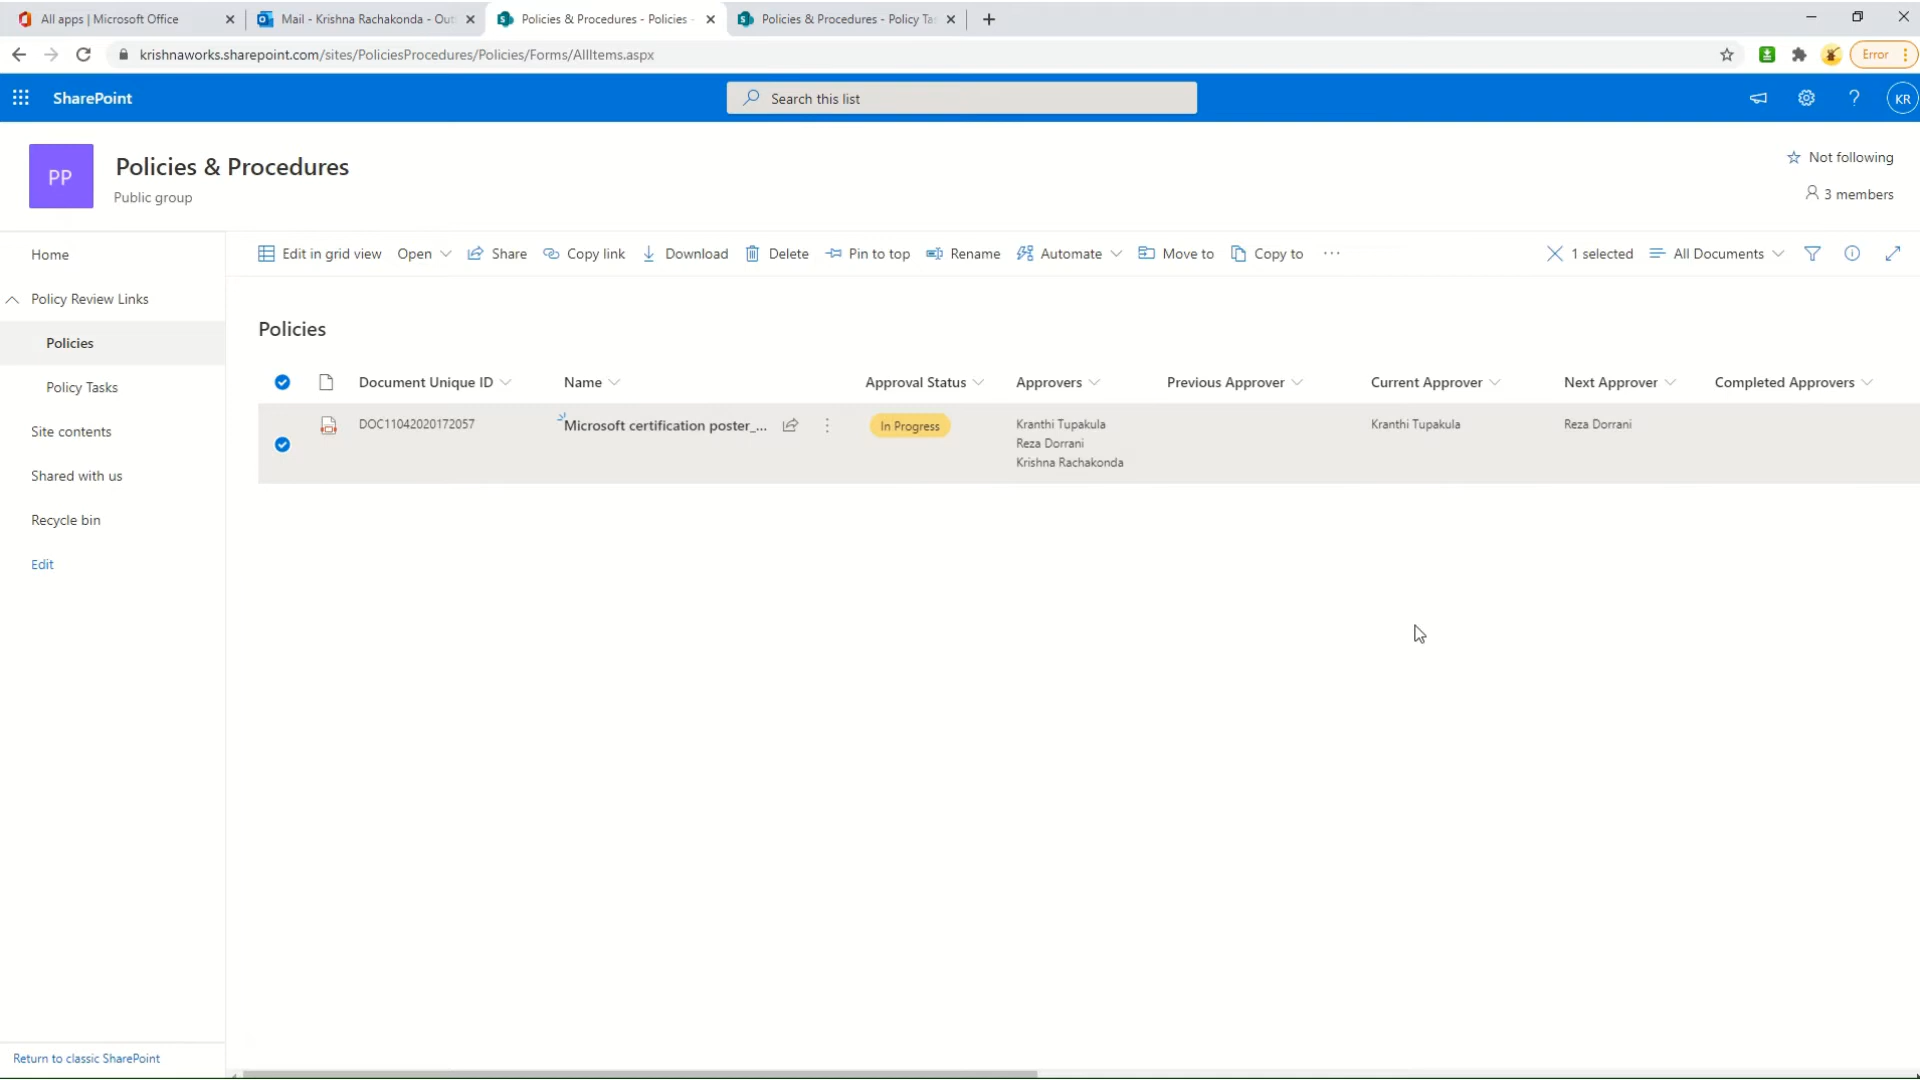 All apps | Microsoft Office
Mail - Krishna Rachakonda - Out
Policies & Procedures - Policies -
Policies & Procedures - Policy Ta
krishnaworks.sharepoint.com/sites/PoliciesProcedures/Policies/Forms/AllItems.aspx
Error
SharePoint
Search this list
?
KR
PP
Policies & Procedures
Public group
Not following
3 members
Home
Policy Review Links
Policies
Policy Tasks
Site contents
Shared with us
Recycle bin
Edit
Return to classic SharePoint
Edit in grid view Open Share Copy link Download Delete Pin to top Rename Automate Move to Copy to ... 1 selected All Documents
Policies
Document Unique ID Name Approval Status Approvers Previous Approver Current Approver Next Approver Completed Approvers
DOC11042020172057 Microsoft certification poster_... In Progress Kranthi Tupakula Kranthi Tupakula Reza Dorrani
Reza Dorrani
Krishna Rachakonda